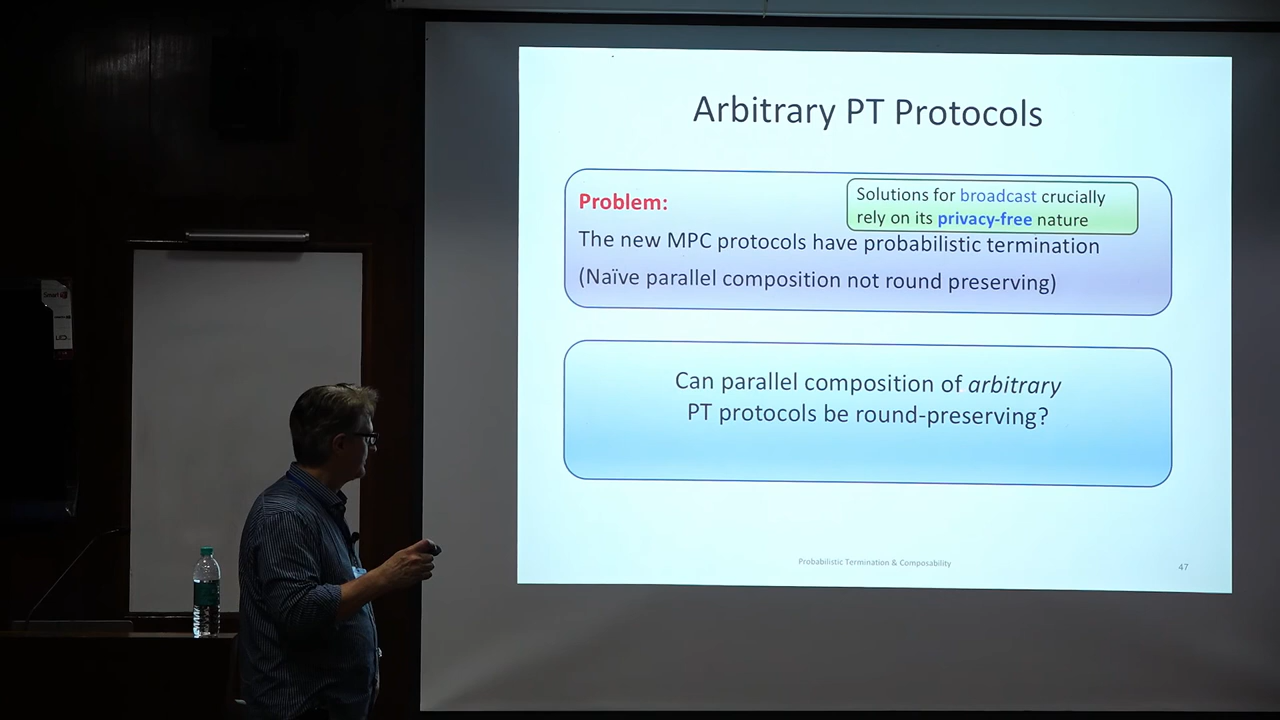 Arbitrary PT Protocols
Problem:
Solutions for broadcast crucially
rely on its privacy-free nature
The new MPC protocols have probabilistic termination
(Naïve parallel composition not round preserving)
Can parallel composition of arbitrary
PT protocols be round-preserving?
Probabilistic Termination & Composability
47
Smart